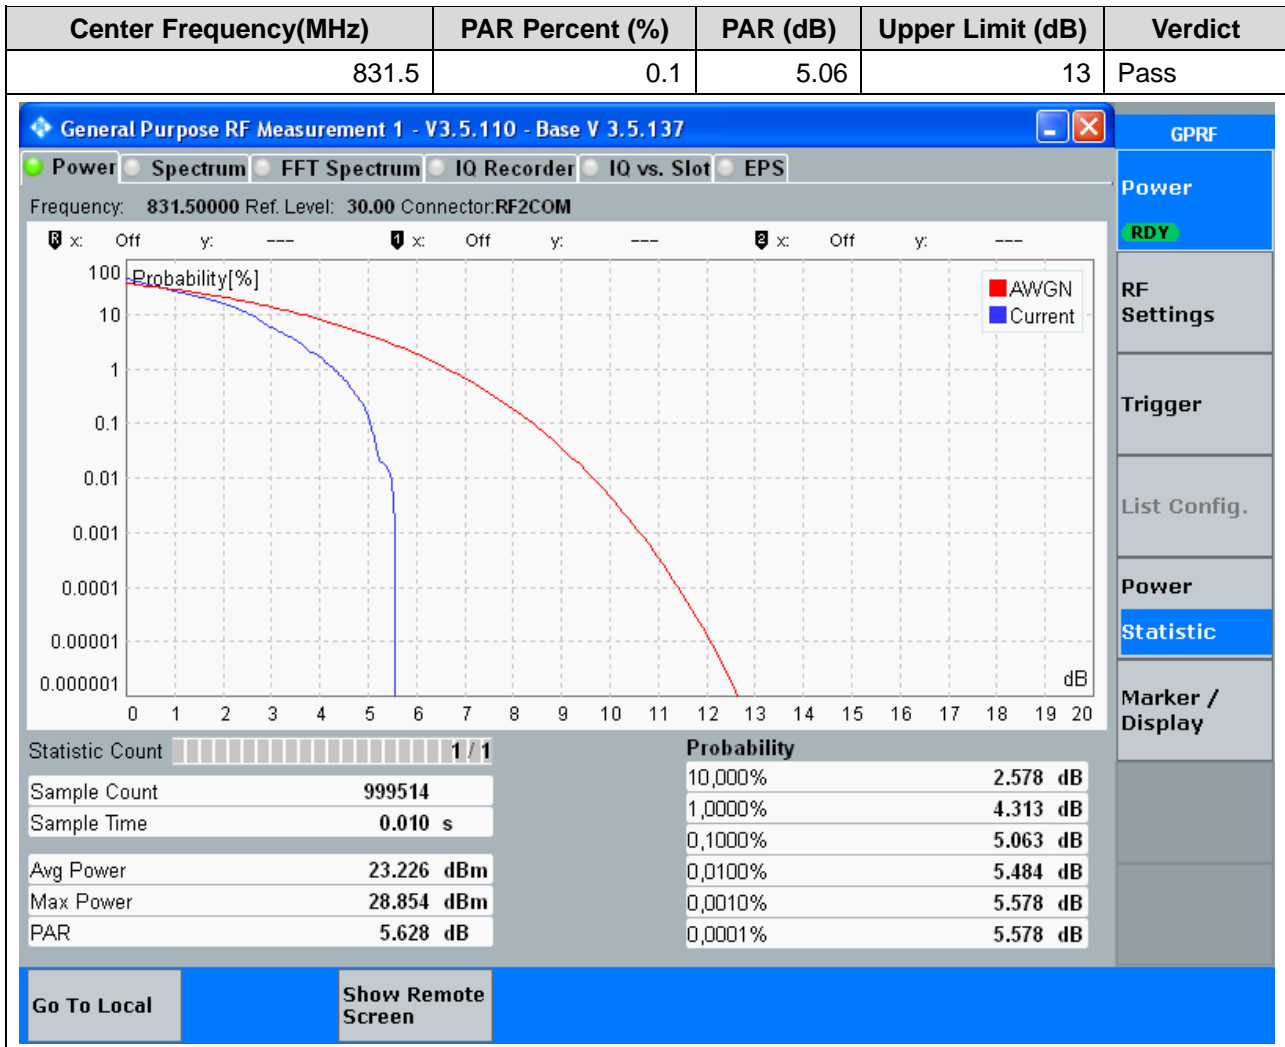 Center Frequency(MHz) PAR Percent (%) PAR (dB) Upper Limit (dB) Verdict
831.5 0.1 5.06 13 Pass
General Purpose RF Measurement 1 - V3.5.110 - Base V 3.5.137
GPRF
Power Spectrum FFT Spectrum IQ Recorder IQ vs. Slot EPS
Frequency: 831.50000 Ref. Level: 30.00 Connector:RF2COM
R x: Off y: --- 1 x: Off y: --- 2 x: Off y: ---
Probability[%]
100
10
1
0.1
0.01
0.001
0.0001
0.00001
0.000001
AWGN
Current
dB
0 1 2 3 4 5 6 7 8 9 10 11 12 13 14 15 16 17 18 19 20
Power
RDY
RF
Settings
Trigger
List Config.
Power
Statistic
Marker /
Display
Statistic Count 1 / 1
Sample Count 999514
Sample Time 0.010 s
Avg Power 23.226 dBm
Max Power 28.854 dBm
PAR 5.628 dB
Probability
10,000% 2.578 dB
1,0000% 4.313 dB
0,1000% 5.063 dB
0,0100% 5.484 dB
0,0010% 5.578 dB
0,0001% 5.578 dB
Go To Local
Show Remote
Screen